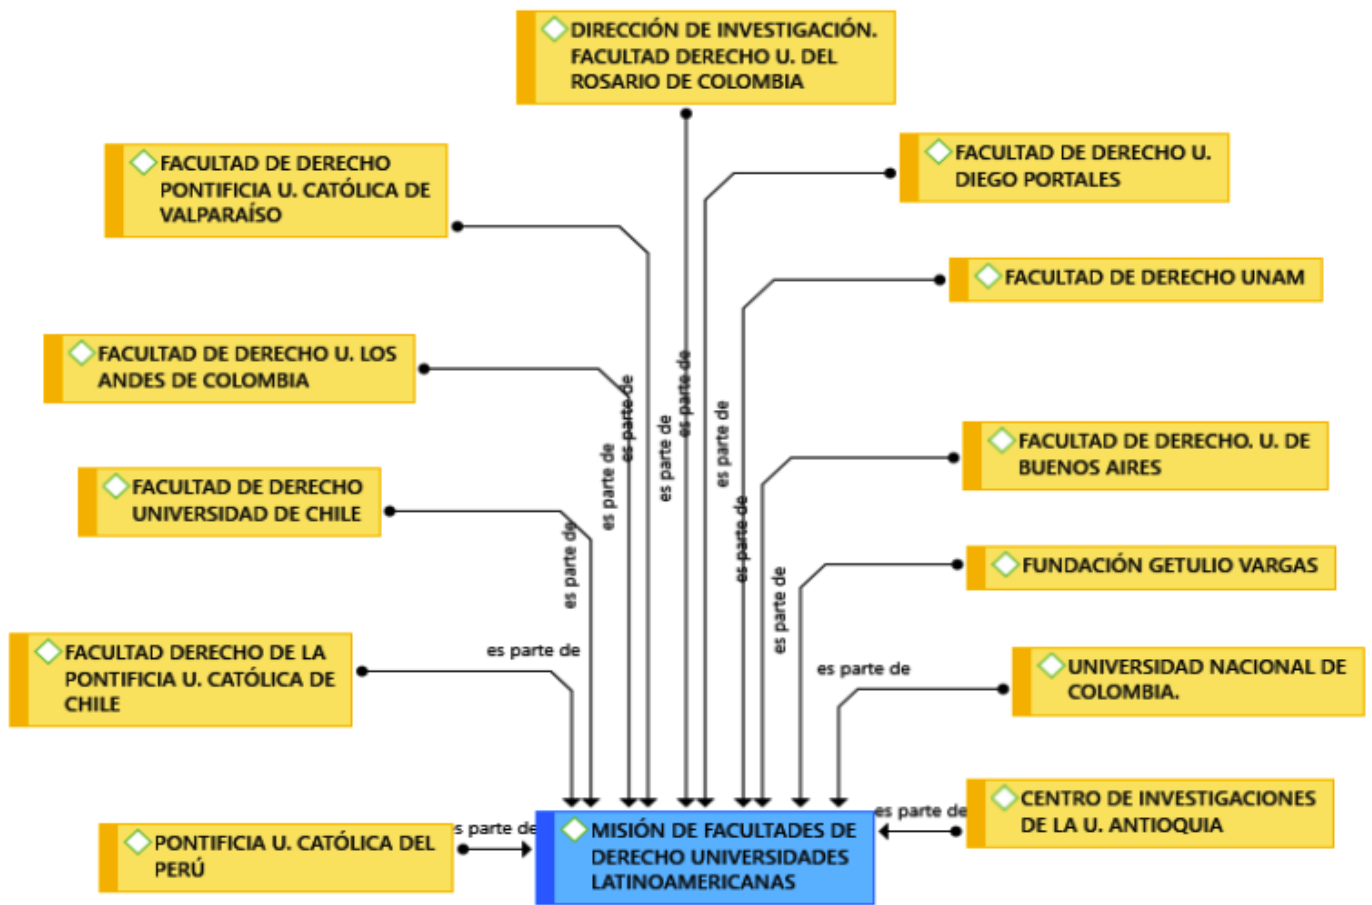 DIRECCIÓN DE INVESTIGACIÓN.
FACULTAD DERECHO U. DEL
ROSARIO DE COLOMBIA
FACULTAD DE DERECHO
PONTIFICIA U. CATÓLICA DE
VALPARAÍSO
FACULTAD DE DERECHO U.
DIEGO PORTALES
FACULTAD DE DERECHO UNAM
FACULTAD DE DERECHO U. LOS
ANDES DE COLOMBIA
FACULTAD DE DERECHO. U. DE
BUENOS AIRES
FACULTAD DE DERECHO
UNIVERSIDAD DE CHILE
FUNDACIÓN GETULIO VARGAS
FACULTAD DERECHO DE LA
PONTIFICIA U. CATÓLICA DE
CHILE
UNIVERSIDAD NACIONAL DE
COLOMBIA.
es parte de
es parte de
es parte de
es parte de
es parte de
es parte de
es parte de
es parte de
es parte de
es parte de
es parte de
es parte de
CENTRO DE INVESTIGACIONES
DE LA U. ANTIOQUIA
PONTIFICIA U. CATÓLICA DEL
PERÚ
MISIÓN DE FACULTADES DE
DERECHO UNIVERSIDADES
LATINOAMERICANAS